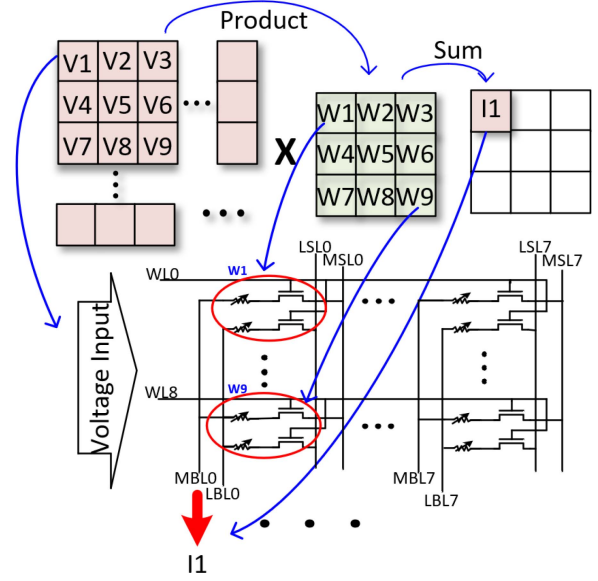 Product
Sum
V1 V2 V3
V4 V5 V6
V7 V8 V9
X
W1 W2 W3
W4 W5 W6
W7 W8 W9
I1
LSL0
MSL0
LSL7
MSL7
WL0
W1
Voltage Input
WL8
W9
MBL0
LBL0
MBL7
LBL7
I1